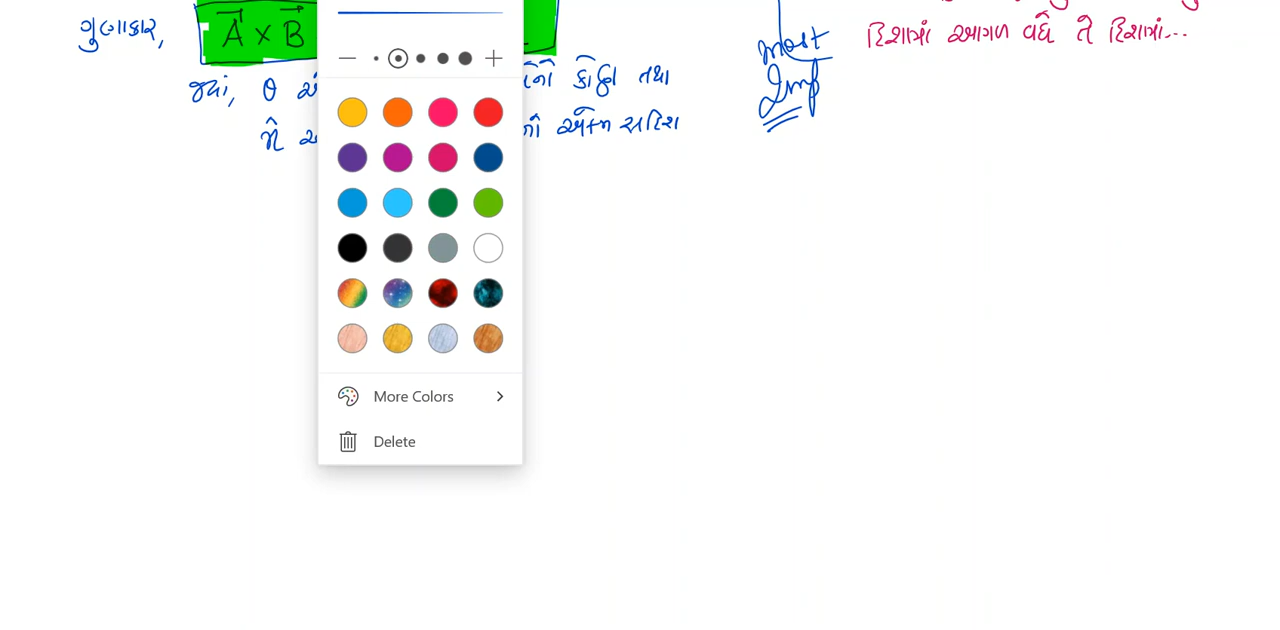 ગુણાકાર, A⃗ × B⃗
most
Imp
દિશામાં આગળ વધે તે દિશામાં...
જ્યાં, θ એ
નો કોણ તથા
n̂ એ
નો એકમ સદિશ
More Colors
Delete